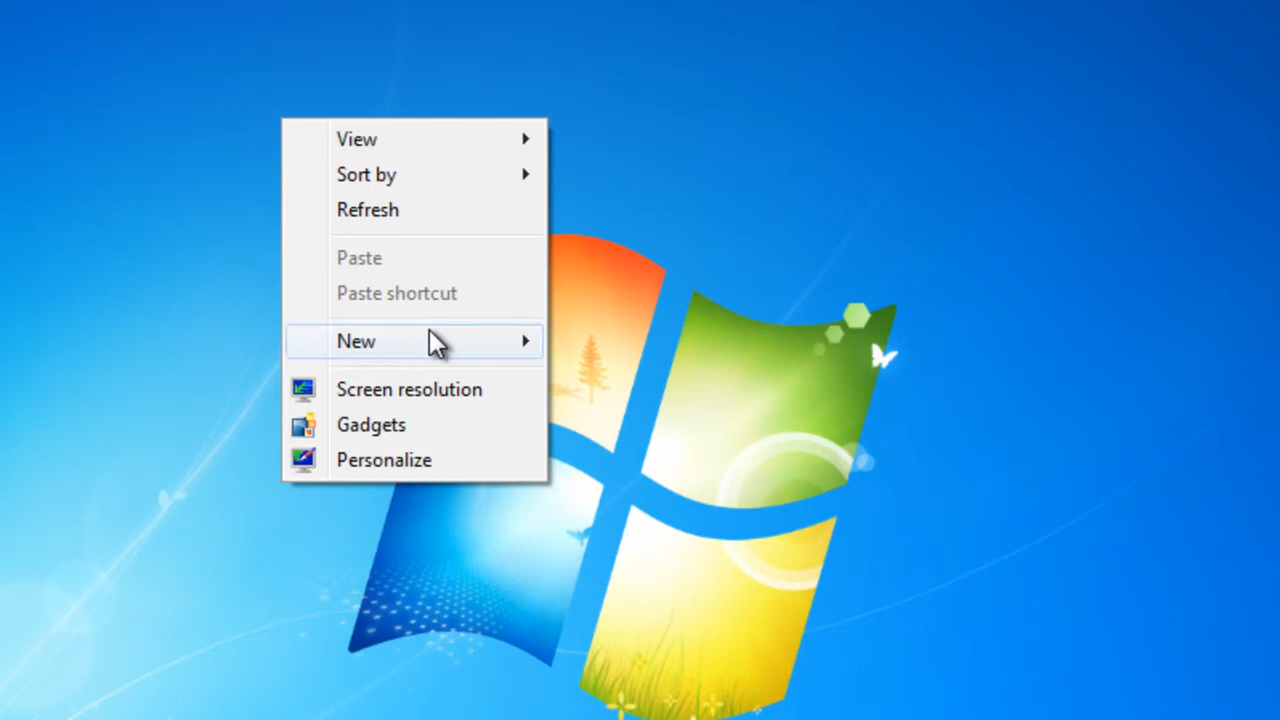 View
Sort by
Refresh
Paste
Paste shortcut
New
Screen resolution
Gadgets
Personalize